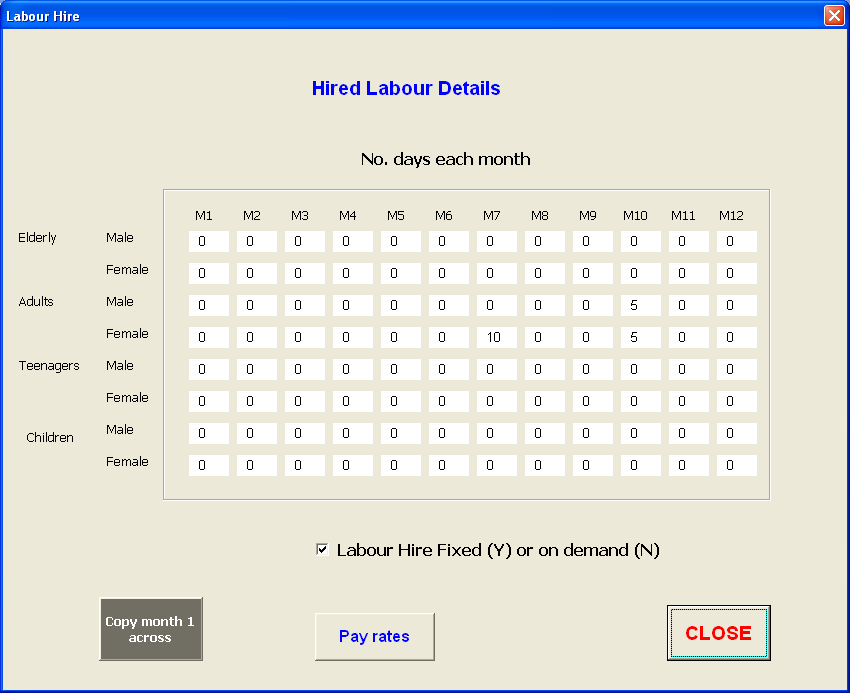 Labour Hire
Hired Labour Details
No. days each month
M1 M2 M3 M4 M5 M6 M7 M8 M9 M10 M11 M12
Elderly Male 0 0 0 0 0 0 0 0 0 0 0 0
Female 0 0 0 0 0 0 0 0 0 0 0 0
Adults Male 0 0 0 0 0 0 0 0 0 5 0 0
Female 0 0 0 0 0 0 10 0 0 5 0 0
Teenagers Male 0 0 0 0 0 0 0 0 0 0 0 0
Female 0 0 0 0 0 0 0 0 0 0 0 0
Children Male 0 0 0 0 0 0 0 0 0 0 0 0
Female 0 0 0 0 0 0 0 0 0 0 0 0
Labour Hire Fixed (Y) or on demand (N)
Copy month 1
across
Pay rates
CLOSE